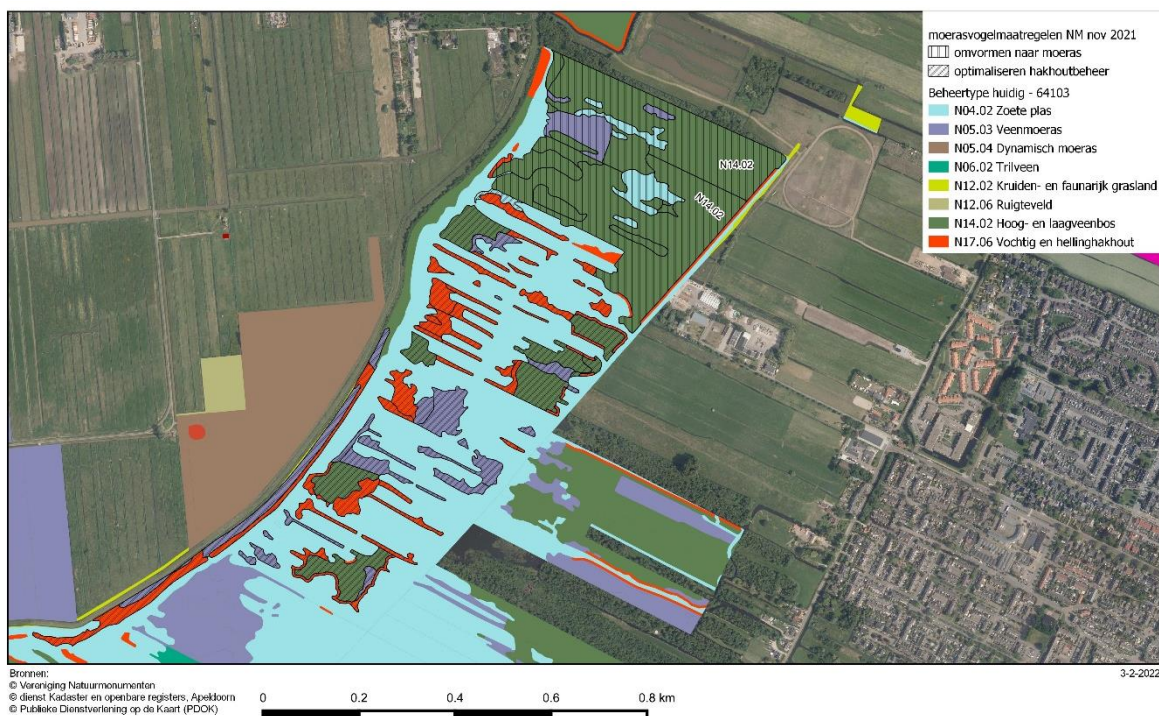 moerasvogelmaatregelen NM nov 2021
omvormen naar moeras
optimaliseren hakhoutbeheer
Beheertype huidig - 64103
N04.02 Zoete plas
N05.03 Veenmoeras
N05.04 Dynamisch moeras
N06.02 Trilveen
N12.02 Kruiden- en faunarijk grasland
N12.06 Ruigteveld
N14.02 Hoog- en laagveenbos
N17.06 Vochtig en hellinghakhout
N14.02
N14.02
Bronnen:
© Vereniging Natuurmonumenten
© dienst Kadaster en openbare registers, Apeldoorn
© Publieke Dienstverlening op de Kaart (PDOK)
0 0.2 0.4 0.6 0.8 km
3-2-2022